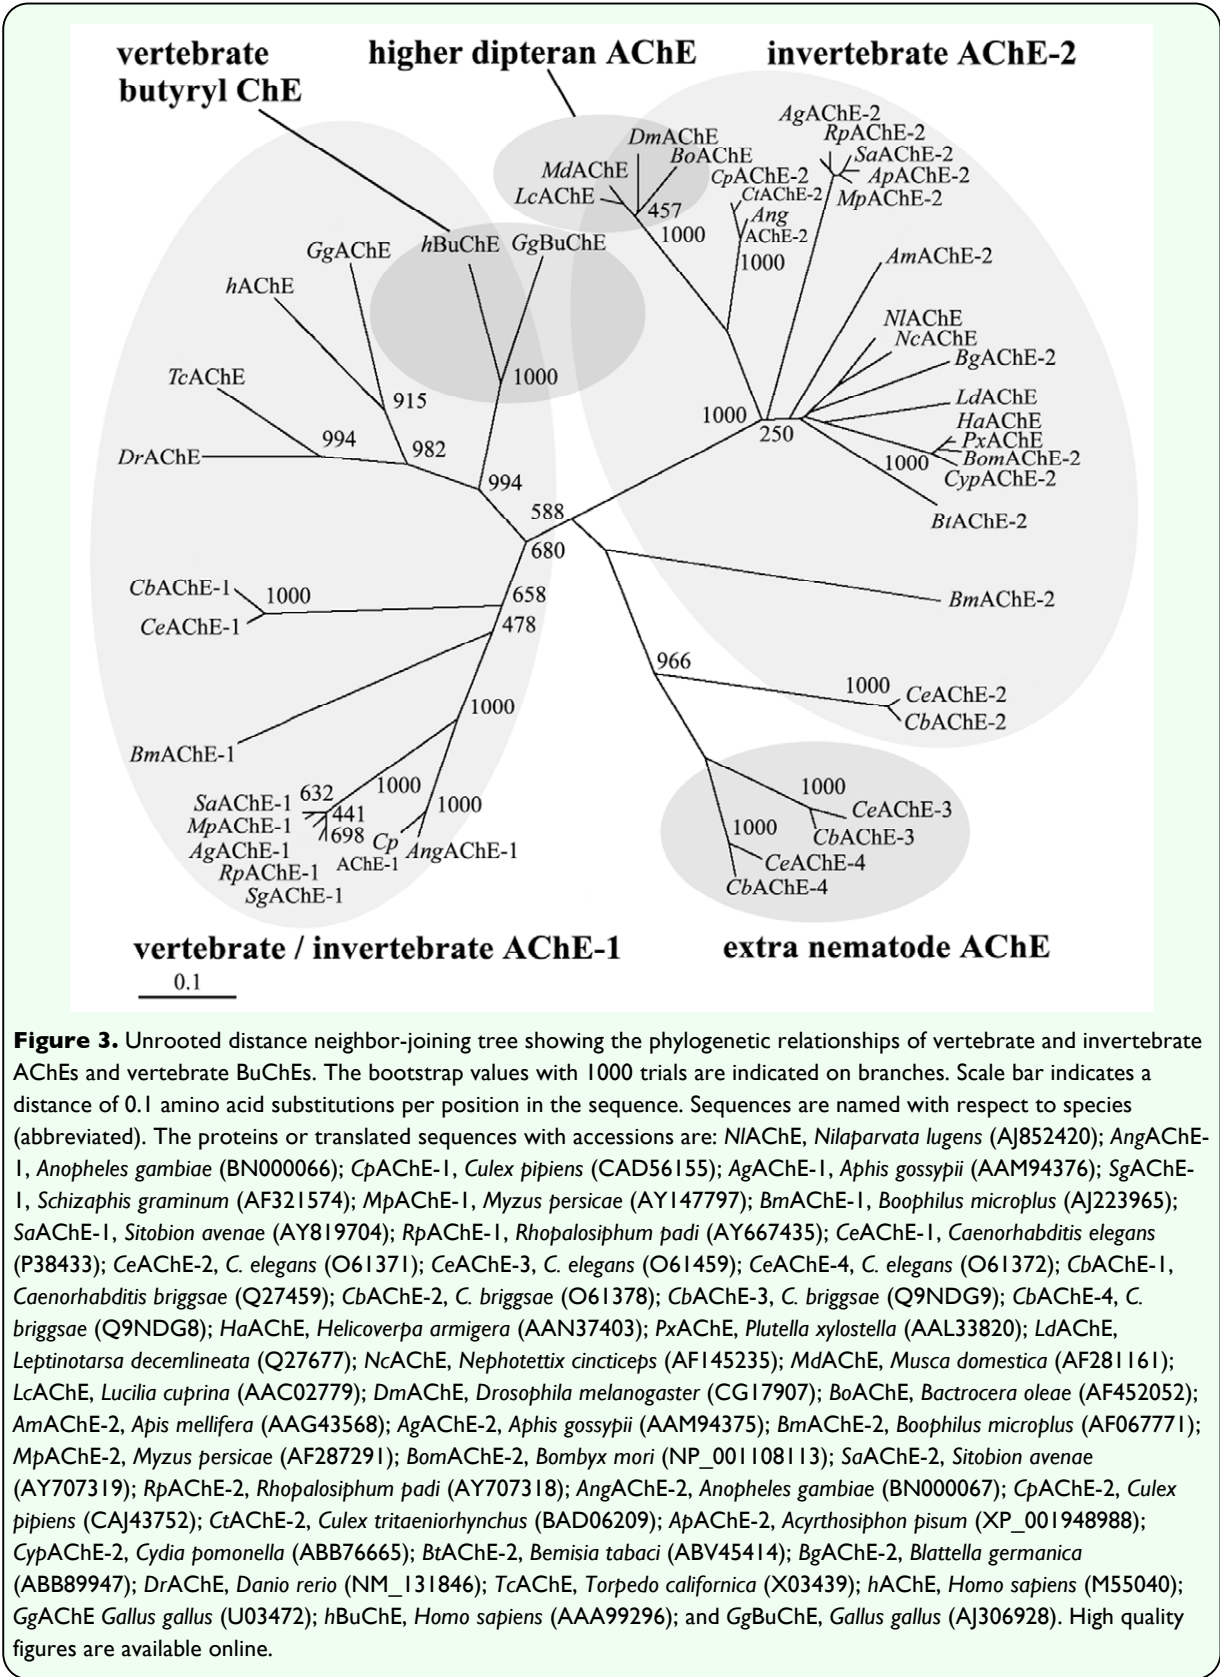 vertebrate
butyryl ChE
higher dipteran AChE
invertebrate AChE-2
AgAChE-2
RpAChE-2
SaAChE-2
ApAChE-2
MpAChE-2
DmAChE
BoAChE
MdAChE
LcAChE
457
1000
CpAChE-2
CtAChE-2
Ang
AChE-2
1000
AmAChE-2
NlAChE
NcAChE
BgAChE-2
LdAChE
HaAChE
PxAChE
BomAChE-2
CypAChE-2
1000
BtAChE-2
1000
250
hBuChE
GgBuChE
GgAChE
hAChE
1000
TcAChE
915
DrAChE
994
982
994
588
680
CbAChE-1
1000
CeAChE-1
658
478
BmAChE-2
966
1000
CeAChE-2
CbAChE-2
1000
BmAChE-1
SaAChE-1
632
1000
1000
MpAChE-1
441
AgAChE-1
698
Cp
AChE-1
AngAChE-1
RpAChE-1
SgAChE-1
1000
CeAChE-3
CbAChE-3
1000
CeAChE-4
CbAChE-4
vertebrate / invertebrate AChE-1
extra nematode AChE
0.1
Figure 3. Unrooted distance neighbor-joining tree showing the phylogenetic relationships of vertebrate and invertebrate
AChEs and vertebrate BuChEs. The bootstrap values with 1000 trials are indicated on branches. Scale bar indicates a
distance of 0.1 amino acid substitutions per position in the sequence. Sequences are named with respect to species
(abbreviated). The proteins or translated sequences with accessions are: NlAChE, Nilaparvata lugens (AJ852420); AngAChE-
1, Anopheles gambiae (BN000066); CpAChE-1, Culex pipiens (CAD56155); AgAChE-1, Aphis gossypii (AAM94376); SgAChE-
1, Schizaphis graminum (AF321574); MpAChE-1, Myzus persicae (AY147797); BmAChE-1, Boophilus microplus (AJ223965);
SaAChE-1, Sitobion avenae (AY819704); RpAChE-1, Rhopalosiphum padi (AY667435); CeAChE-1, Caenorhabditis elegans
(P38433); CeAChE-2, C. elegans (O61371); CeAChE-3, C. elegans (O61459); CeAChE-4, C. elegans (O61372); CbAChE-1,
Caenorhabditis briggsae (Q27459); CbAChE-2, C. briggsae (O61378); CbAChE-3, C. briggsae (Q9NDG9); CbAChE-4, C.
briggsae (Q9NDG8); HaAChE, Helicoverpa armigera (AAN37403); PxAChE, Plutella xylostella (AAL33820); LdAChE,
Leptinotarsa decemlineata (Q27677); NcAChE, Nephotettix cincticeps (AF145235); MdAChE, Musca domestica (AF281161);
LcAChE, Lucilia cuprina (AAC02779); DmAChE, Drosophila melanogaster (CG17907); BoAChE, Bactrocera oleae (AF452052);
AmAChE-2, Apis mellifera (AAG43568); AgAChE-2, Aphis gossypii (AAM94375); BmAChE-2, Boophilus microplus (AF067771);
MpAChE-2, Myzus persicae (AF287291); BomAChE-2, Bombyx mori (NP_001108113); SaAChE-2, Sitobion avenae
(AY707319); RpAChE-2, Rhopalosiphum padi (AY707318); AngAChE-2, Anopheles gambiae (BN000067); CpAChE-2, Culex
pipiens (CAJ43752); CtAChE-2, Culex tritaeniorhynchus (BAD06209); ApAChE-2, Acyrthosiphon pisum (XP_001948988);
CypAChE-2, Cydia pomonella (ABB76665); BtAChE-2, Bemisia tabaci (ABV45414); BgAChE-2, Blattella germanica
(ABB89947); DrAChE, Danio rerio (NM_131846); TcAChE, Torpedo californica (X03439); hAChE, Homo sapiens (M55040);
GgAChE Gallus gallus (U03472); hBuChE, Homo sapiens (AAA99296); and GgBuChE, Gallus gallus (AJ306928). High quality
figures are available online.